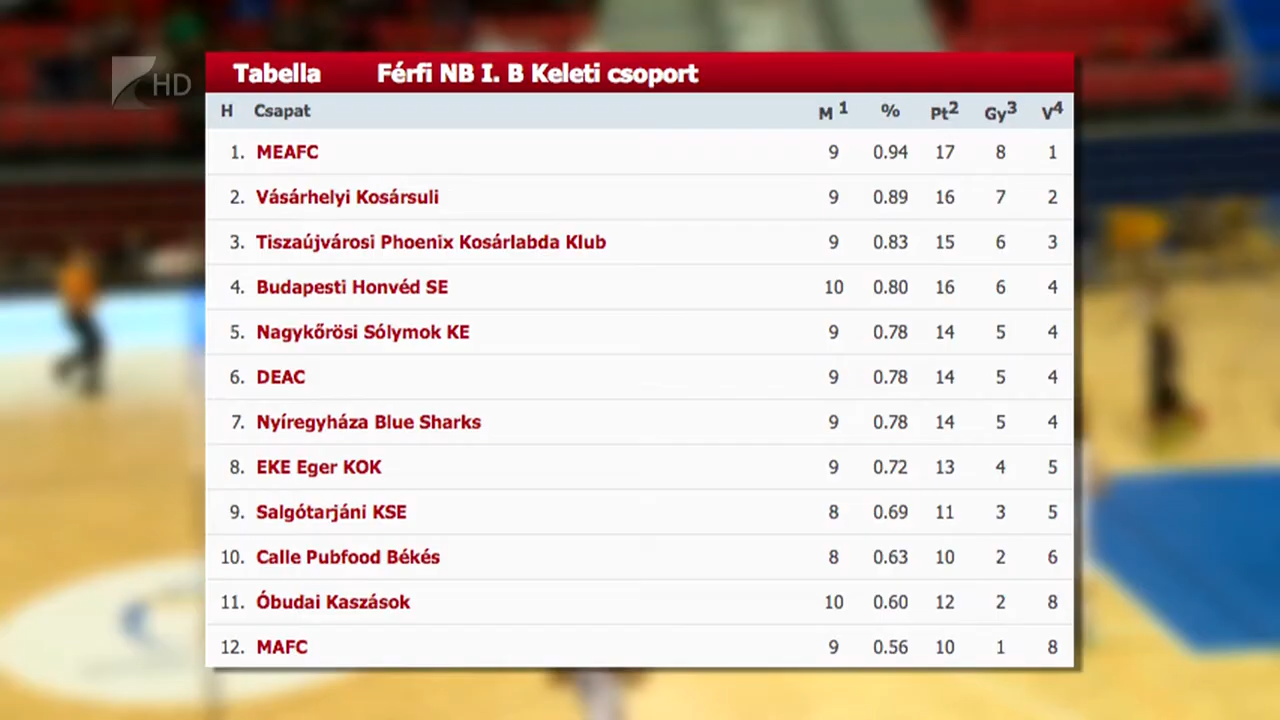 HD
Tabella Férfi NB I. B Keleti csoport
H Csapat M 1 % Pt2 Gy3 V4
1. MEAFC 9 0.94 17 8 1
2. Vásárhelyi Kosársuli 9 0.89 16 7 2
3. Tiszaújvárosi Phoenix Kosárlabda Klub 9 0.83 15 6 3
4. Budapesti Honvéd SE 10 0.80 16 6 4
5. Nagykőrösi Sólymok KE 9 0.78 14 5 4
6. DEAC 9 0.78 14 5 4
7. Nyíregyháza Blue Sharks 9 0.78 14 5 4
8. EKE Eger KOK 9 0.72 13 4 5
9. Salgótarjáni KSE 8 0.69 11 3 5
10. Calle Pubfood Békés 8 0.63 10 2 6
11. Óbudai Kaszások 10 0.60 12 2 8
12. MAFC 9 0.56 10 1 8